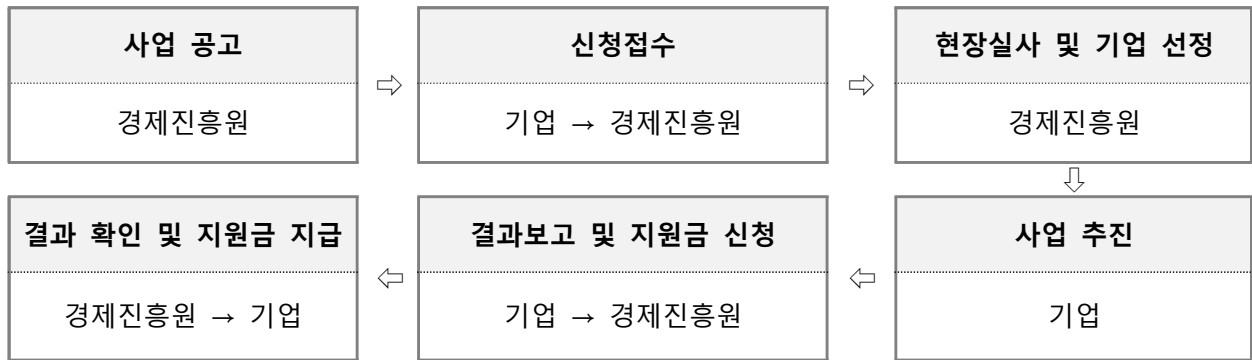 사업 공고
경제진흥원
⇨
신청접수
기업 → 경제진흥원
⇨
현장실사 및 기업 선정
경제진흥원
⇩
사업 추진
기업
⇦
결과보고 및 지원금 신청
기업 → 경제진흥원
⇦
결과 확인 및 지원금 지급
경제진흥원 → 기업